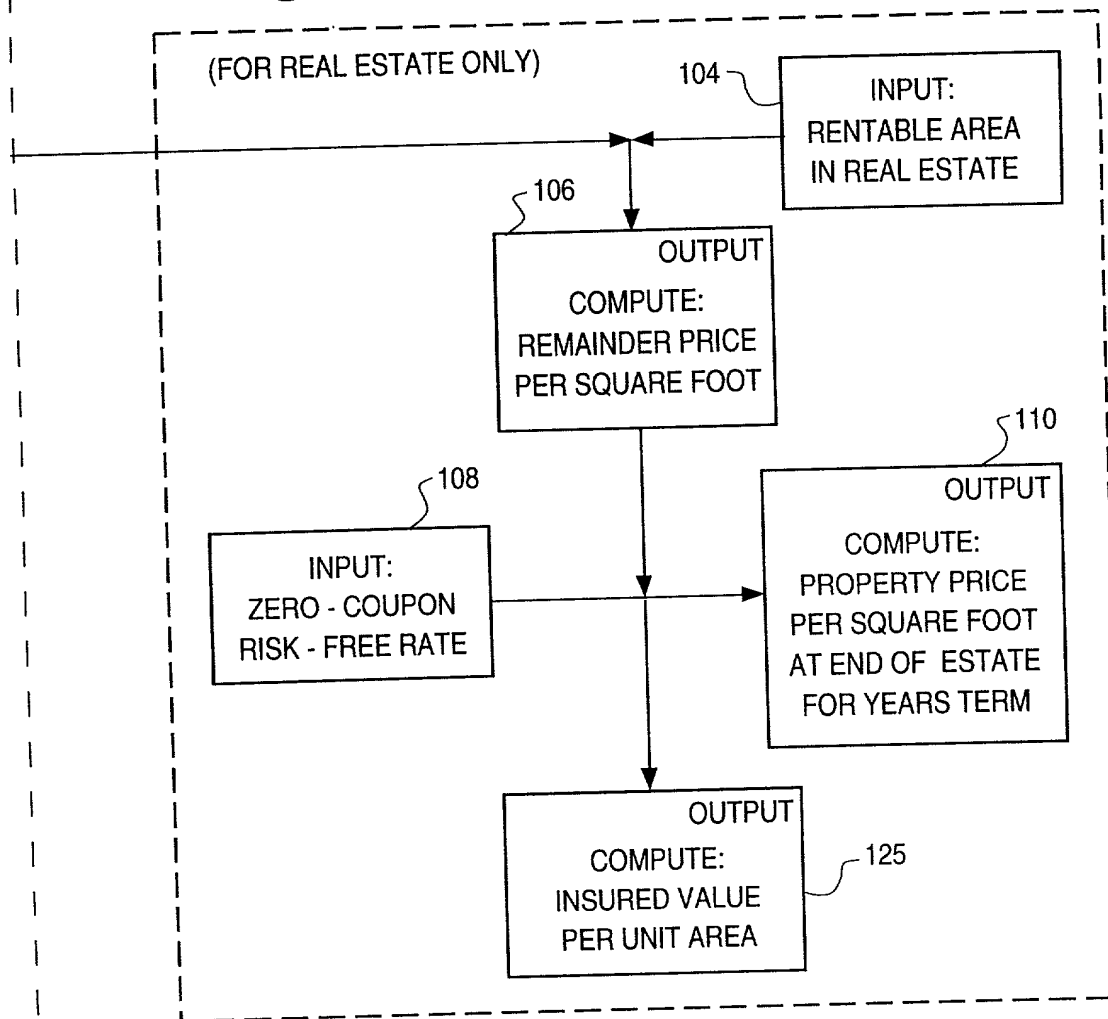 (FOR REAL ESTATE ONLY)
104
INPUT:
RENTABLE AREA
IN REAL ESTATE
106
OUTPUT
COMPUTE:
REMAINDER PRICE
PER SQUARE FOOT
108
INPUT:
ZERO - COUPON
RISK - FREE RATE
110
OUTPUT
COMPUTE:
PROPERTY PRICE
PER SQUARE FOOT
AT END OF ESTATE
FOR YEARS TERM
OUTPUT
COMPUTE:
INSURED VALUE
PER UNIT AREA
125